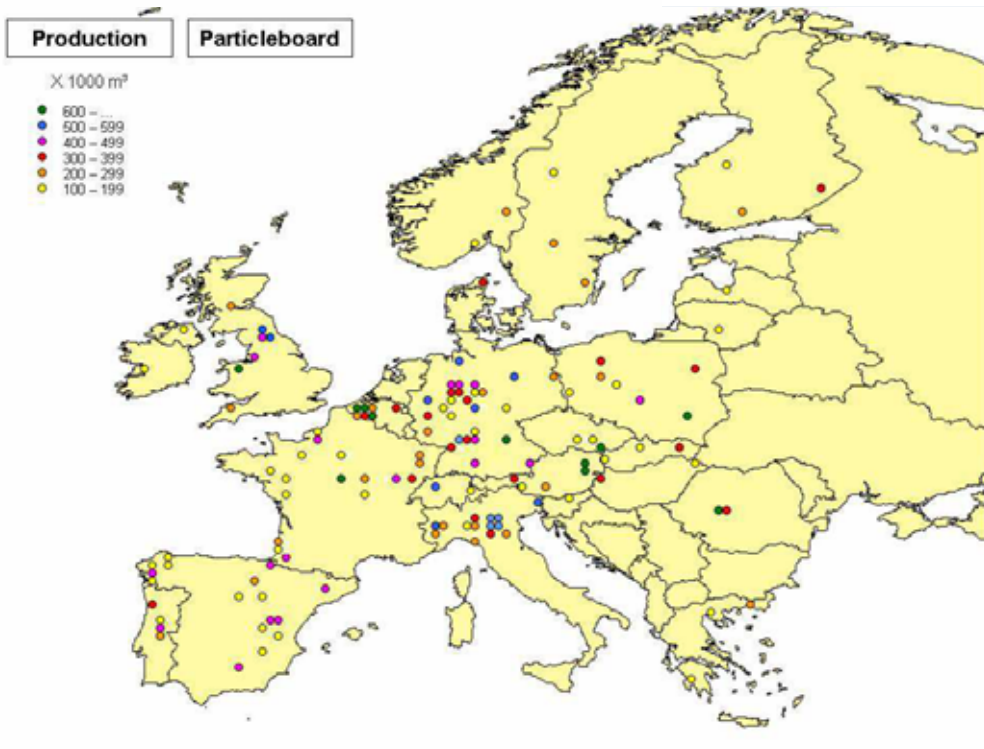 Production Particleboard
X 1000 m³
600 – ...
500 – 599
400 – 499
300 – 399
200 – 299
100 – 199